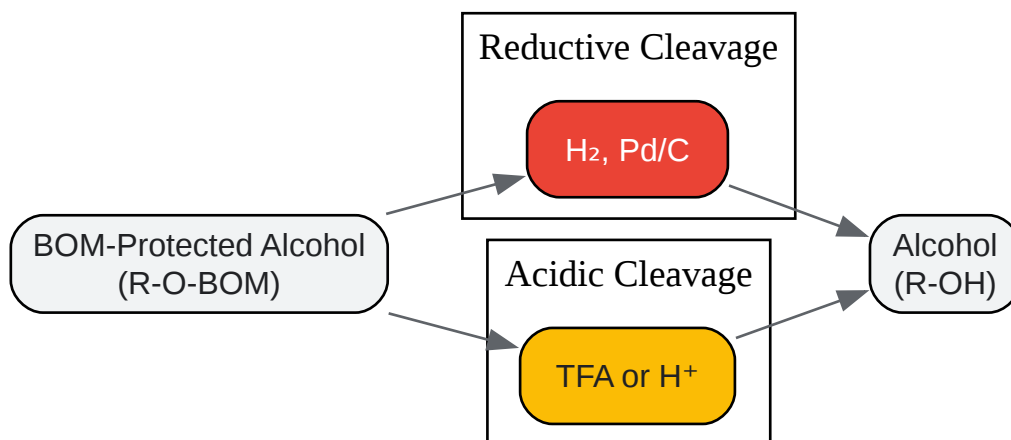 Reductive Cleavage
H₂, Pd/C
BOM-Protected Alcohol
(R-O-BOM)
Alcohol
(R-OH)
Acidic Cleavage
TFA or H⁺